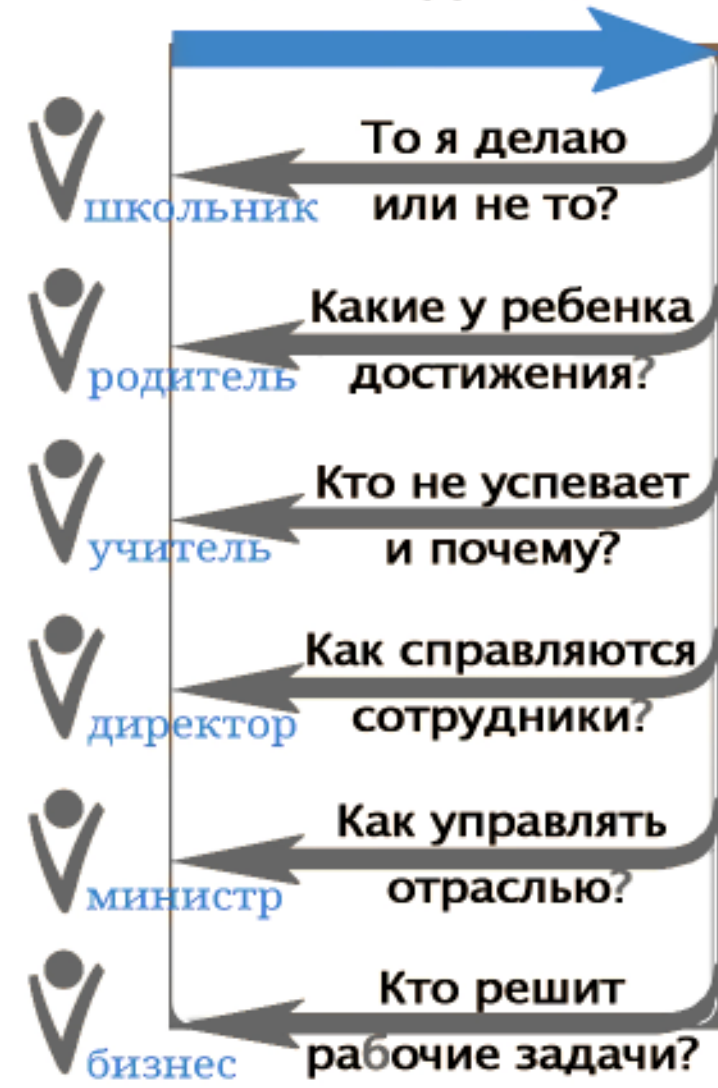 То я делаю
или не то?
школьник
Какие у ребенка
достижения?
родитель
Кто не успевает
и почему?
учитель
Как справляются
сотрудники?
директор
Как управлять
отраслью?
министр
Кто решит
рабочие задачи?
бизнес